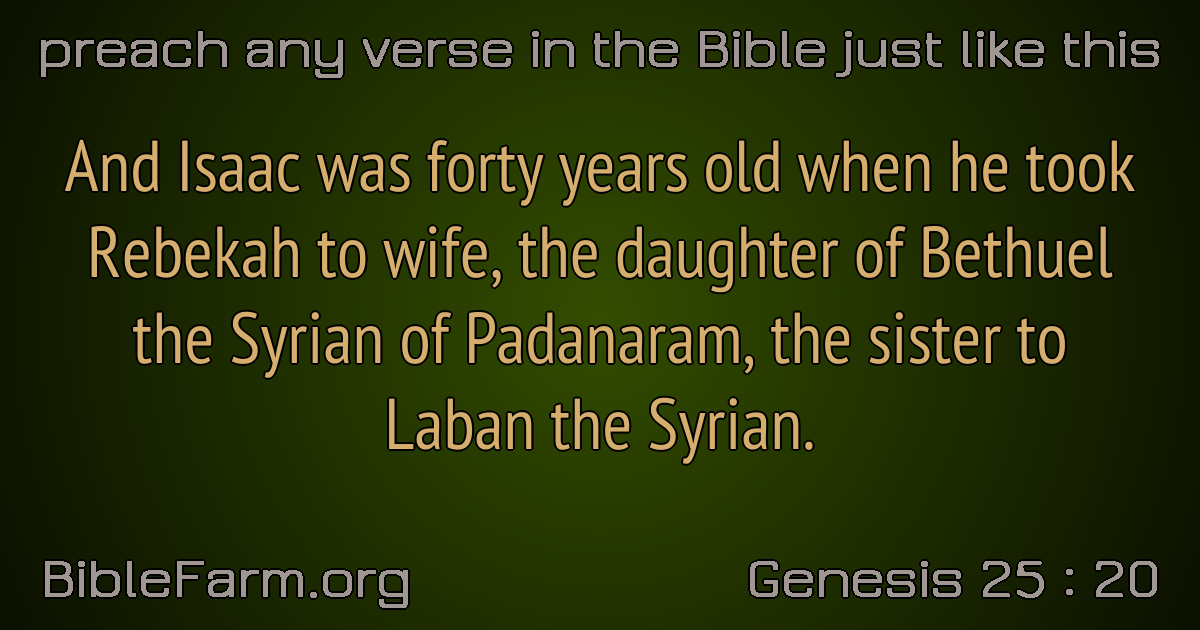 preach any verse in the Bible just like this
And Isaac was forty years old when he took
Rebekah to wife, the daughter of Bethuel
the Syrian of Padanaram, the sister to
Laban the Syrian.
BibleFarm.org
Genesis 25 : 20